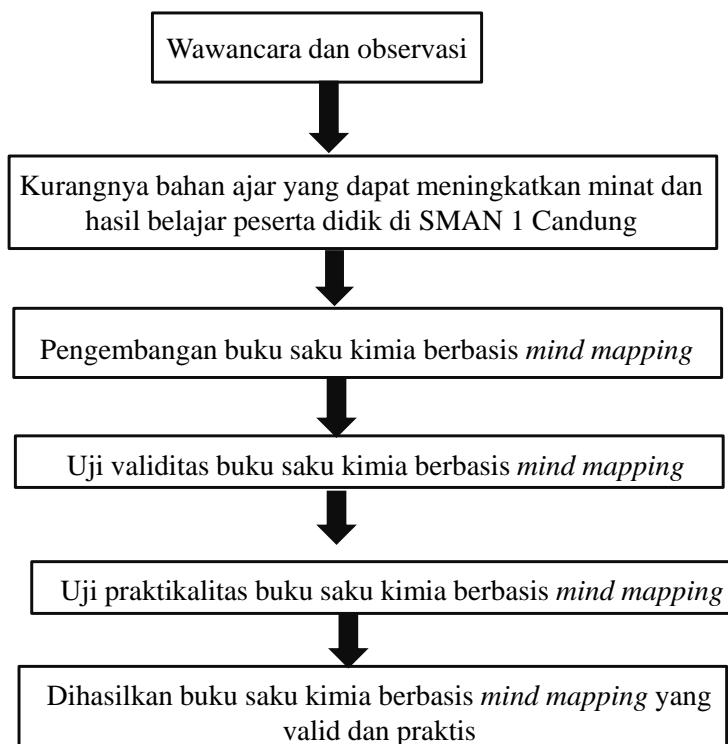 Wawancara dan observasi
Kurangnya bahan ajar yang dapat meningkatkan minat dan
hasil belajar peserta didik di SMAN 1 Candung
Pengembangan buku saku kimia berbasis mind mapping
Uji validitas buku saku kimia berbasis mind mapping
Uji praktikalitas buku saku kimia berbasis mind mapping
Dihasilkan buku saku kimia berbasis mind mapping yang
valid dan praktis